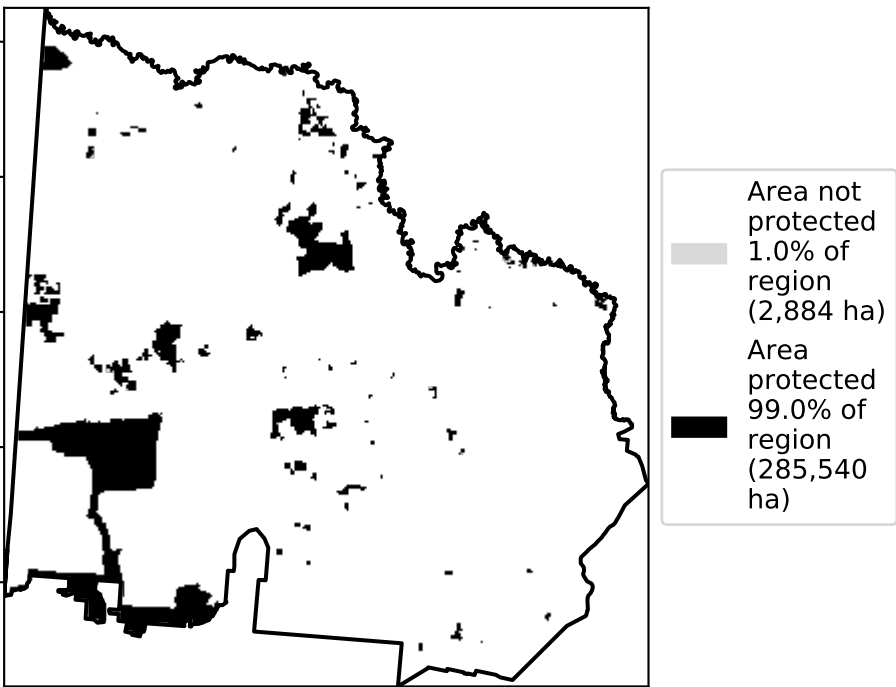 Area not
protected
1.0% of
region
(2,884 ha)
Area
protected
99.0% of
region
(285,540
ha)